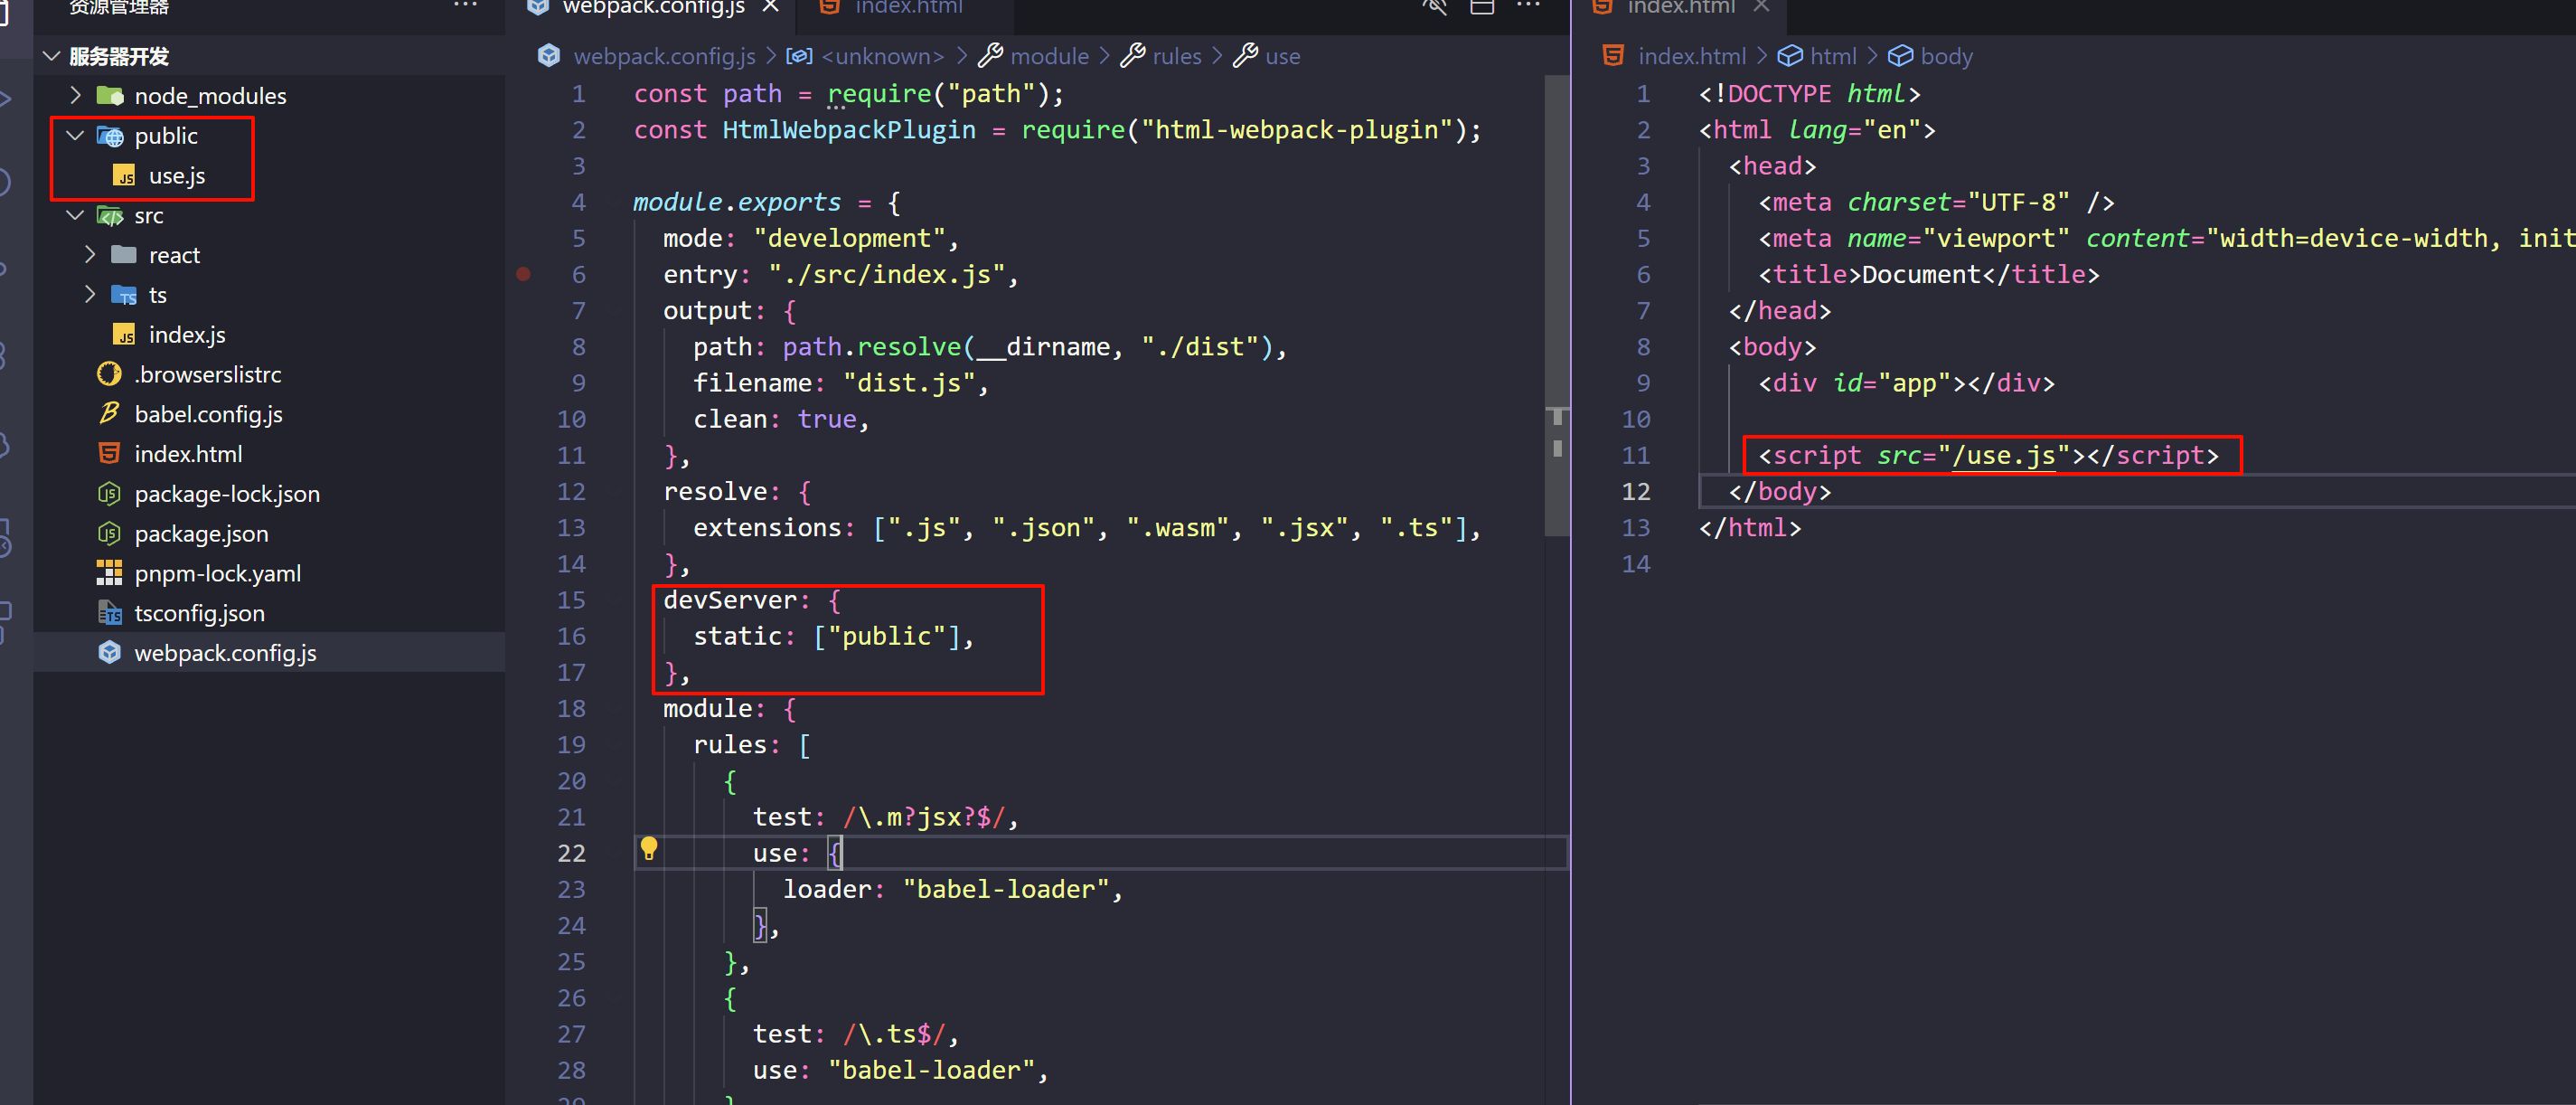 资源管理器
服务器开发
node_modules
public
use.js
src
react
ts
index.js
.browserslistrc
babel.config.js
index.html
package-lock.json
package.json
pnpm-lock.yaml
tsconfig.json
webpack.config.js
webpack.config.js
index.html
webpack.config.js > <unknown> > module > rules > use
1 const path = require("path");
2 const HtmlWebpackPlugin = require("html-webpack-plugin");
3
4 module.exports = {
5 mode: "development",
6 entry: "./src/index.js",
7 output: {
8 path: path.resolve(__dirname, "./dist"),
9 filename: "dist.js",
10 clean: true,
11 },
12 resolve: {
13 extensions: [".js", ".json", ".wasm", ".jsx", ".ts"],
14 },
15 devServer: {
16 static: ["public"],
17 },
18 module: {
19 rules: [
20 {
21 test: /\.m?jsx?$/,
22 use: {
23 loader: "babel-loader",
24 },
25 },
26 {
27 test: /\.ts$/,
28 use: "babel-loader",
29 }
index.html
index.html > html > body
1 <!DOCTYPE html>
2 <html lang="en">
3 <head>
4 <meta charset="UTF-8" />
5 <meta name="viewport" content="width=device-width, init
6 <title>Document</title>
7 </head>
8 <body>
9 <div id="app"></div>
10
11 <script src="/use.js"></script>
12 </body>
13 </html>
14